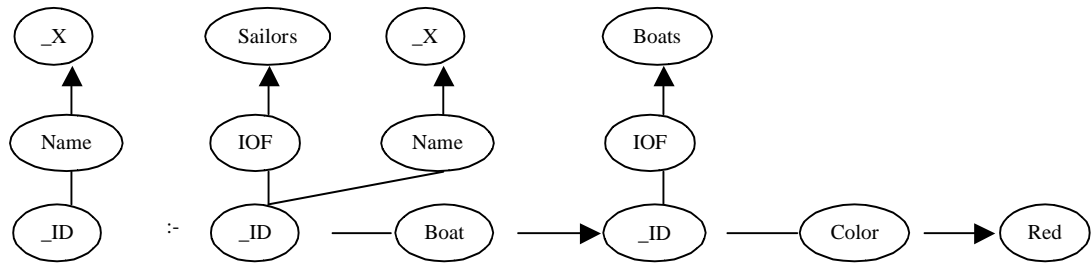 _X Sailors _X Boats
Name IOF Name IOF
_ID :- _ID Boat _ID Color Red